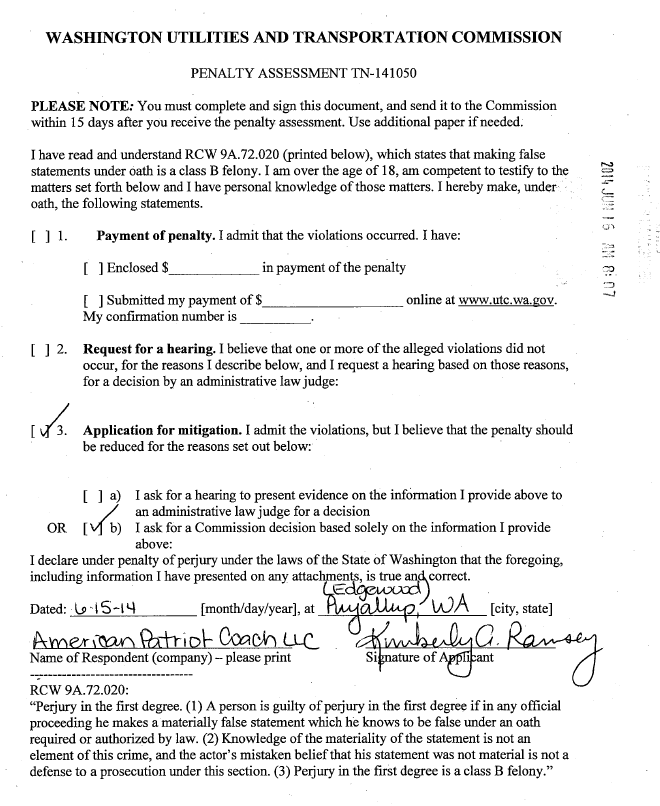 WASHINGTON UTILITIES AND TRANSPORTATION COMMISSION
PENALTY ASSESSMENT TN-141050
PLEASE NOTE: You must complete and sign this document, and send it to the Commission
within 15 days after you receive the penalty assessment. Use additional paper if needed.
I have read and understand RCW 9A.72.020 (printed below), which states that making false
statements under oath is a class B felony. I am over the age of 18, am competent to testify to the
matters set forth below and I have personal knowledge of those matters. I hereby make, under
oath, the following statements.
[ ] 1. Payment of penalty. I admit that the violations occurred. I have:
[ ] Enclosed $____________ in payment of the penalty
[ ] Submitted my payment of $__________________ online at www.utc.wa.gov.
My confirmation number is _________.
[ ] 2. Request for a hearing. I believe that one or more of the alleged violations did not
occur, for the reasons I describe below, and I request a hearing based on those reasons,
for a decision by an administrative law judge:
[✓] 3. Application for mitigation. I admit the violations, but I believe that the penalty should
be reduced for the reasons set out below:
[ ] a) I ask for a hearing to present evidence on the information I provide above to
an administrative law judge for a decision
OR [✓] b) I ask for a Commission decision based solely on the information I provide
above:
I declare under penalty of perjury under the laws of the State of Washington that the foregoing,
including information I have presented on any attachments, is true and correct.
(Edgewood)
Dated: 6-15-14 [month/day/year], at Puyallup, WA [city, state]
American Patriot Coach LLC Kimberly A. Ramsey
Name of Respondent (company) – please print Signature of Applicant
RCW 9A.72.020:
“Perjury in the first degree. (1) A person is guilty of perjury in the first degree if in any official
proceeding he makes a materially false statement which he knows to be false under an oath
required or authorized by law. (2) Knowledge of the materiality of the statement is not an
element of this crime, and the actor's mistaken belief that his statement was not material is not a
defense to a prosecution under this section. (3) Perjury in the first degree is a class B felony.”
2014 JUN 16 AM 8:07